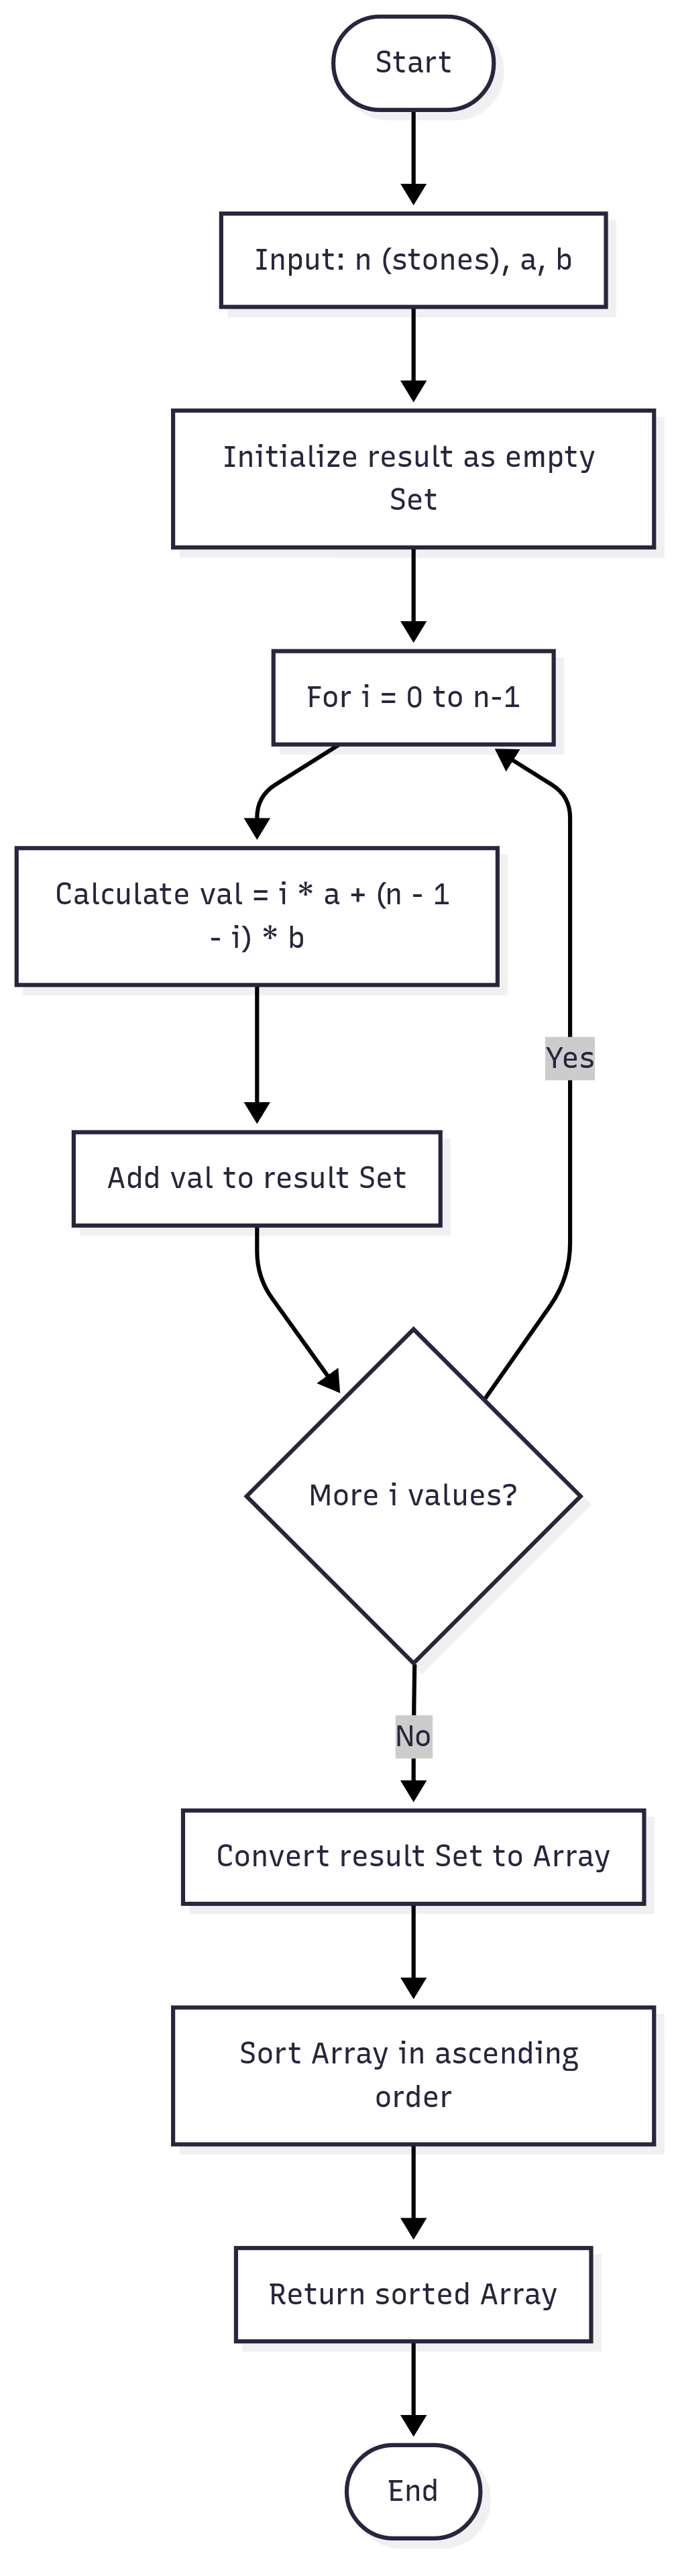 Start
Input: n (stones), a, b
Initialize result as empty
Set
For i = 0 to n-1
Calculate val = i * a + (n - 1
- i) * b
Yes
Add val to result Set
More i values?
No
Convert result Set to Array
Sort Array in ascending
order
Return sorted Array
End